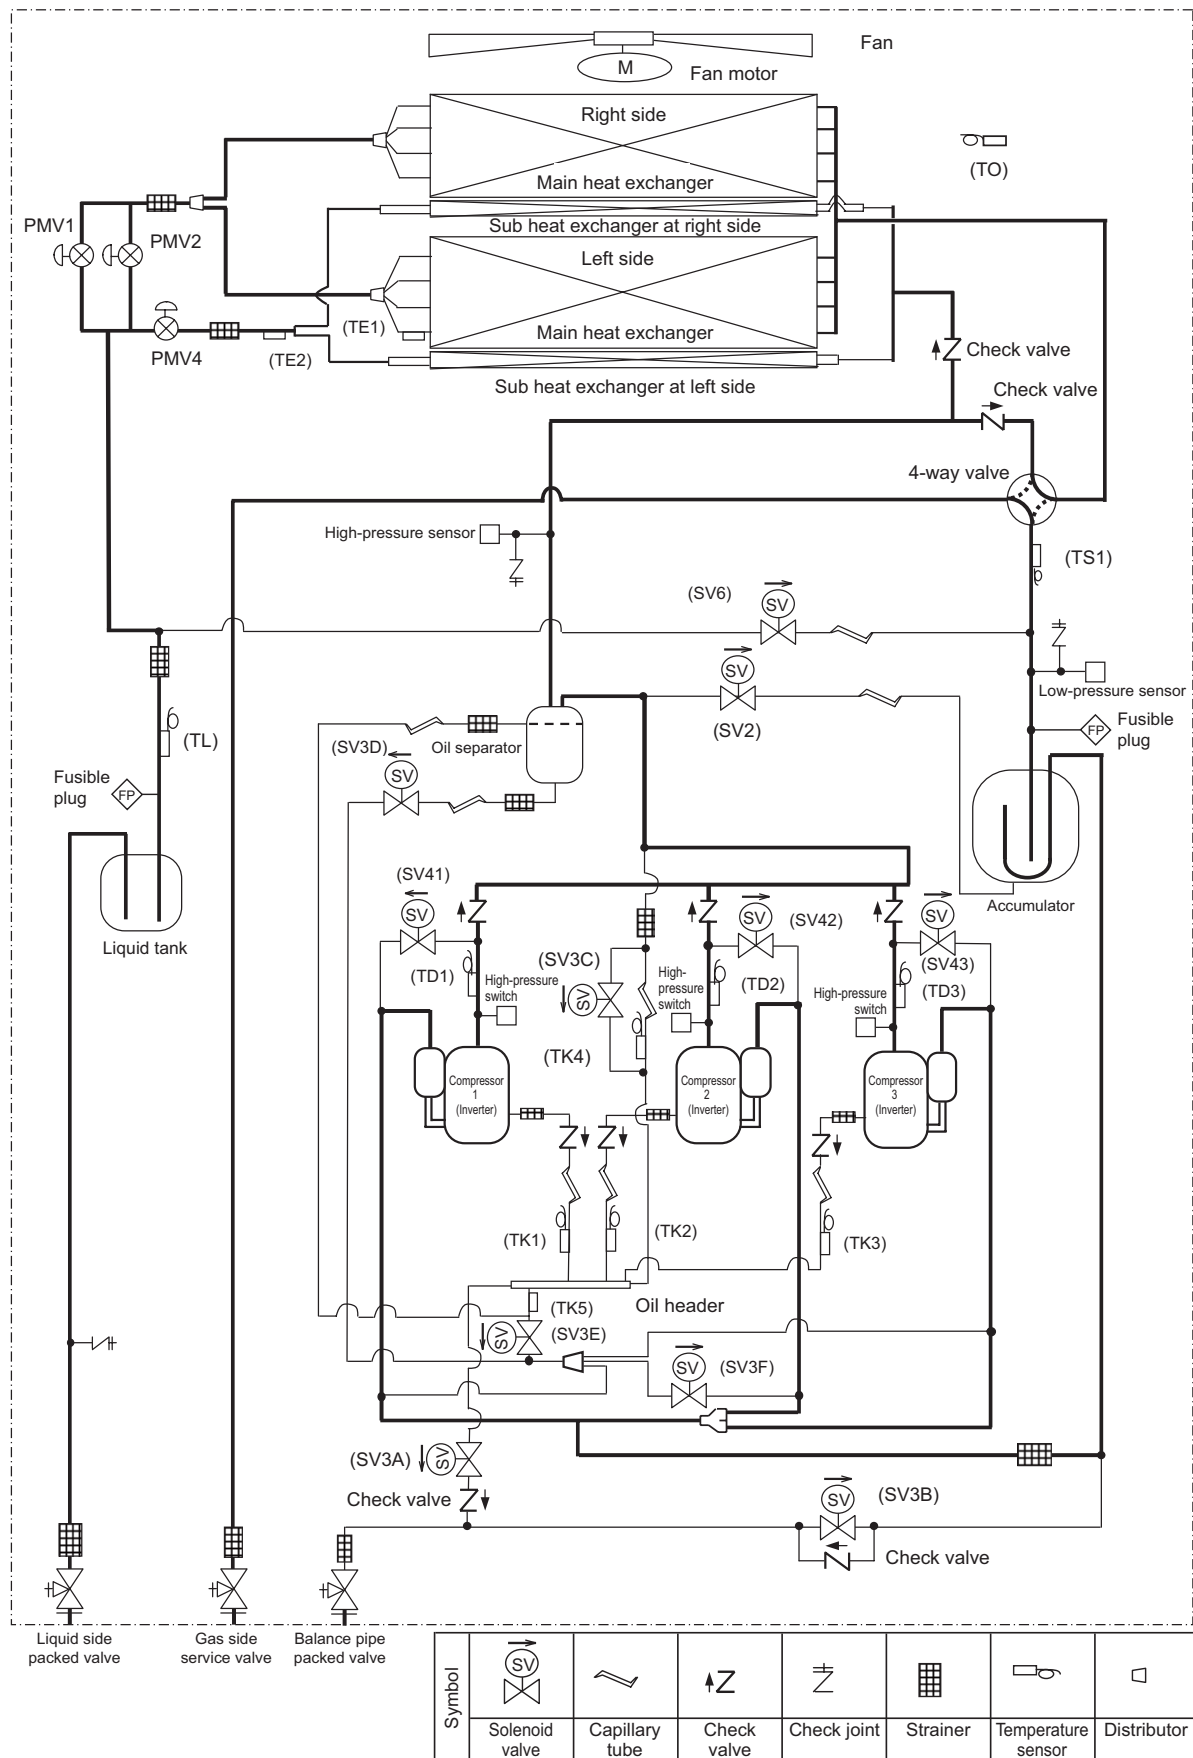 Fan
M
Fan motor
Right side
Main heat exchanger
(TO)
Sub heat exchanger at right side
PMV1
PMV2
Left side
Main heat exchanger
(TE1)
(TE2)
PMV4
Sub heat exchanger at left side
Check valve
Check valve
4-way valve
High-pressure sensor
(TS1)
(SV6)
SV
SV
(SV2)
Low-pressure sensor
(TL)
(SV3D)
SV
Oil separator
Fusible
plug
FP
Fusible
plug
FP
Liquid tank
Accumulator
(SV41)
SV
SV
(SV42)
SV
(SV43)
(TD1)
High-pressure
switch
(SV3C)
SV
High-
pressure
switch
(TD2)
High-pressure
switch
(TD3)
(TK4)
Compressor
1
(Inverter)
Compressor
2
(Inverter)
Compressor
3
(Inverter)
(TK1)
(TK2)
(TK3)
Oil header
(TK5)
SV
(SV3E)
SV
(SV3F)
(SV3A)
SV
Check valve
SV
(SV3B)
Check valve
Liquid side
packed valve
Gas side
service valve
Balance pipe
packed valve
Symbol
SV
Solenoid
valve
Capillary
tube
Check
valve
Check joint
Strainer
Temperature
sensor
Distributor